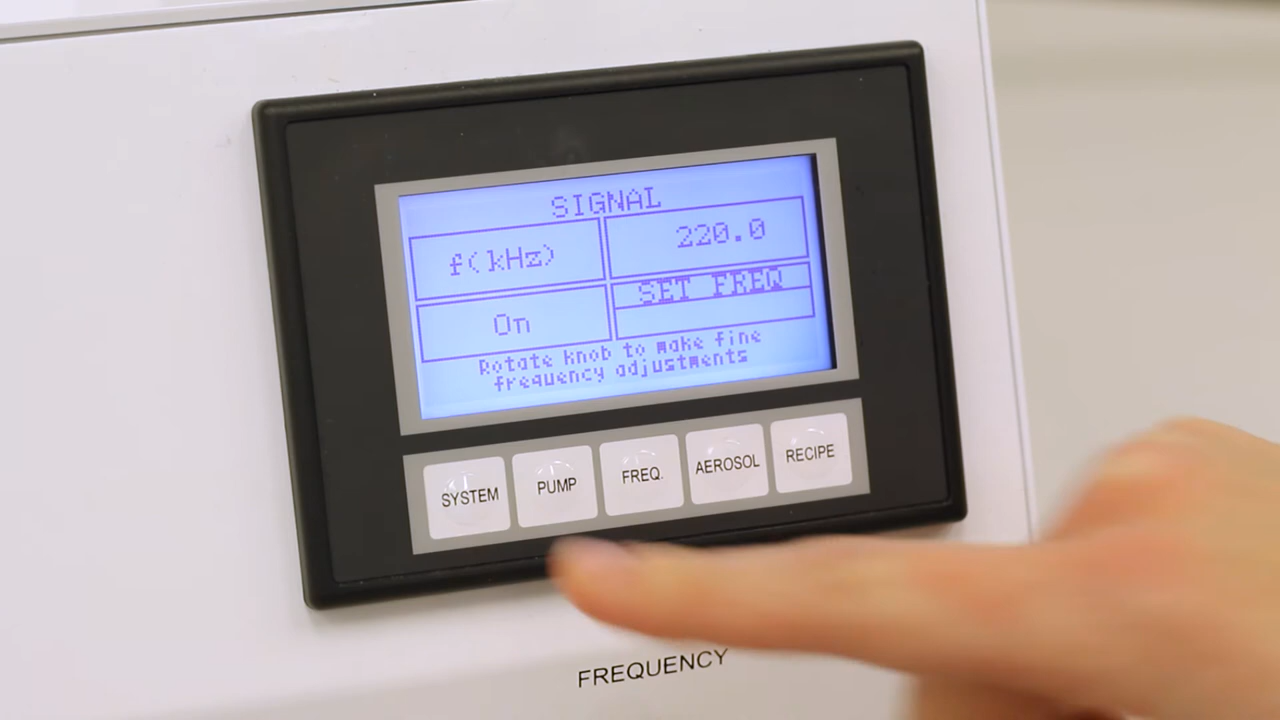 SIGNAL
f(kHz) 220.0
On SET FREQ
Rotate knob to make fine
frequency adjustments
SYSTEM PUMP FREQ. AEROSOL RECIPE
FREQUENCY